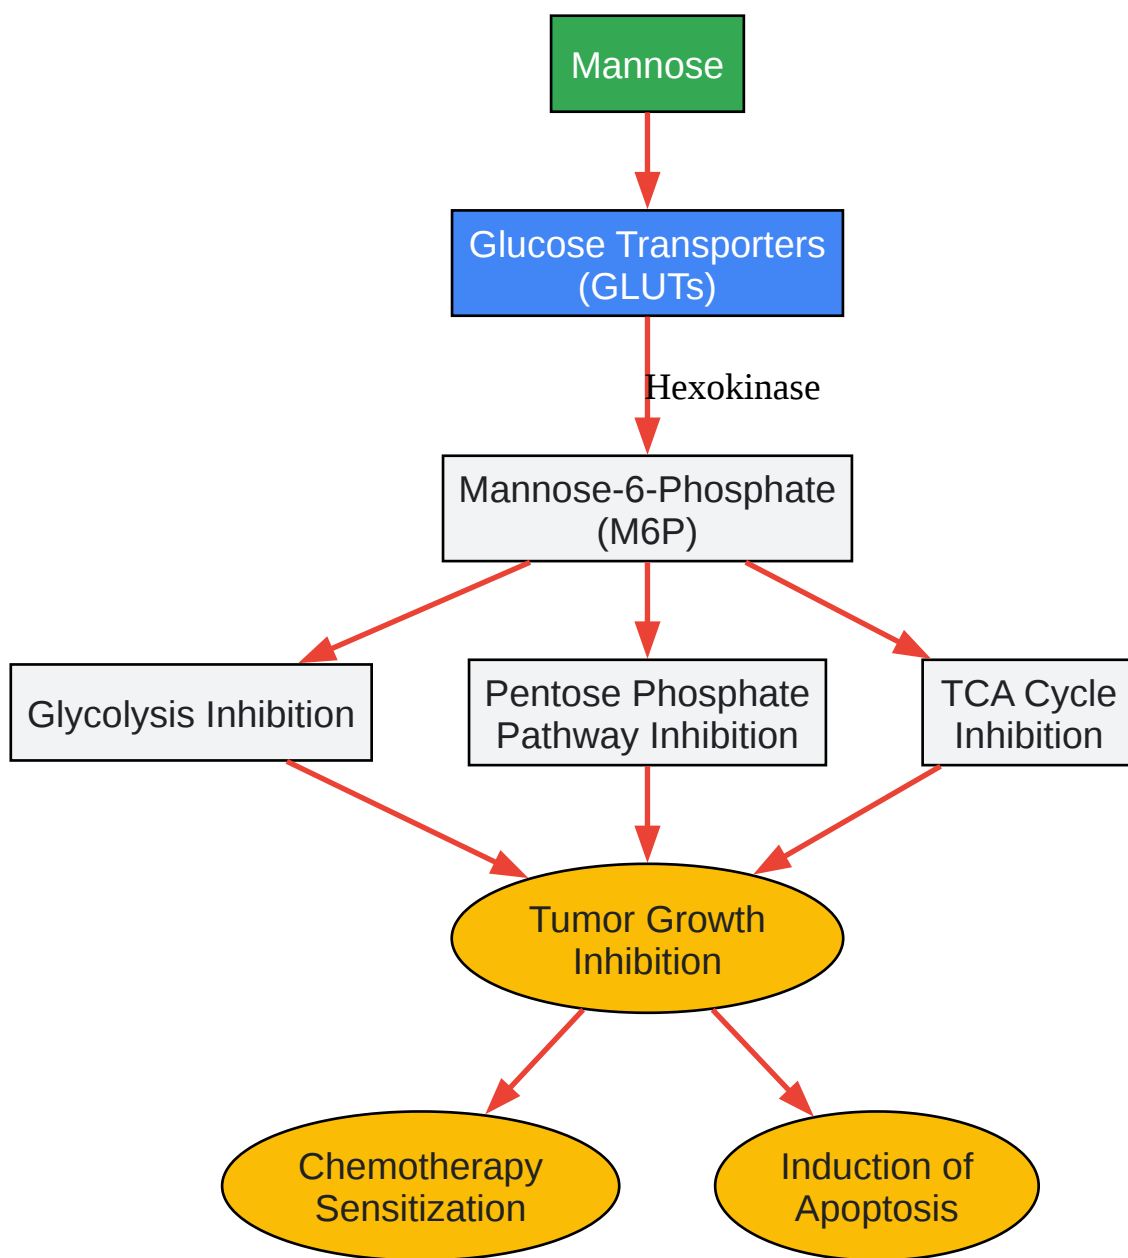 Mannose
Glucose Transporters
(GLUTs)
Hexokinase
Mannose-6-Phosphate
(M6P)
Glycolysis Inhibition
Pentose Phosphate
Pathway Inhibition
TCA Cycle
Inhibition
Tumor Growth
Inhibition
Chemotherapy
Sensitization
Induction of
Apoptosis